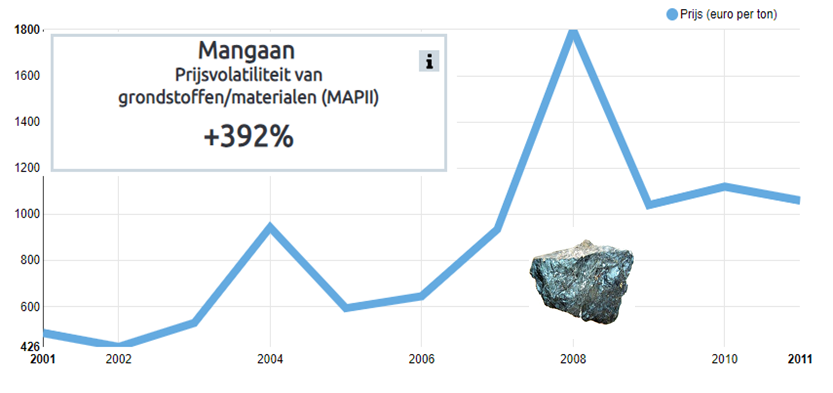 Prijs (euro per ton)
1800
Mangaan
Prijsvolatiliteit van
grondstoffen/materialen (MAPII)
i
+392%
1600
1400
1200
1000
800
600
426
2001 2002 2004 2006 2008 2010 2011